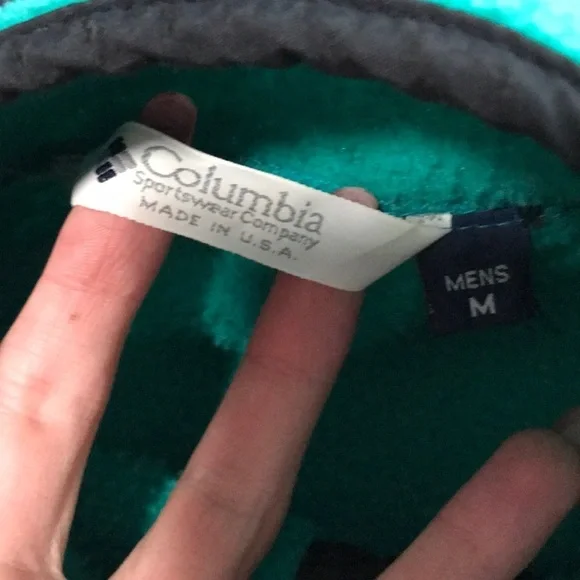 Columbia
Sportswear Company
MADE IN U.S.A.
MENS
M